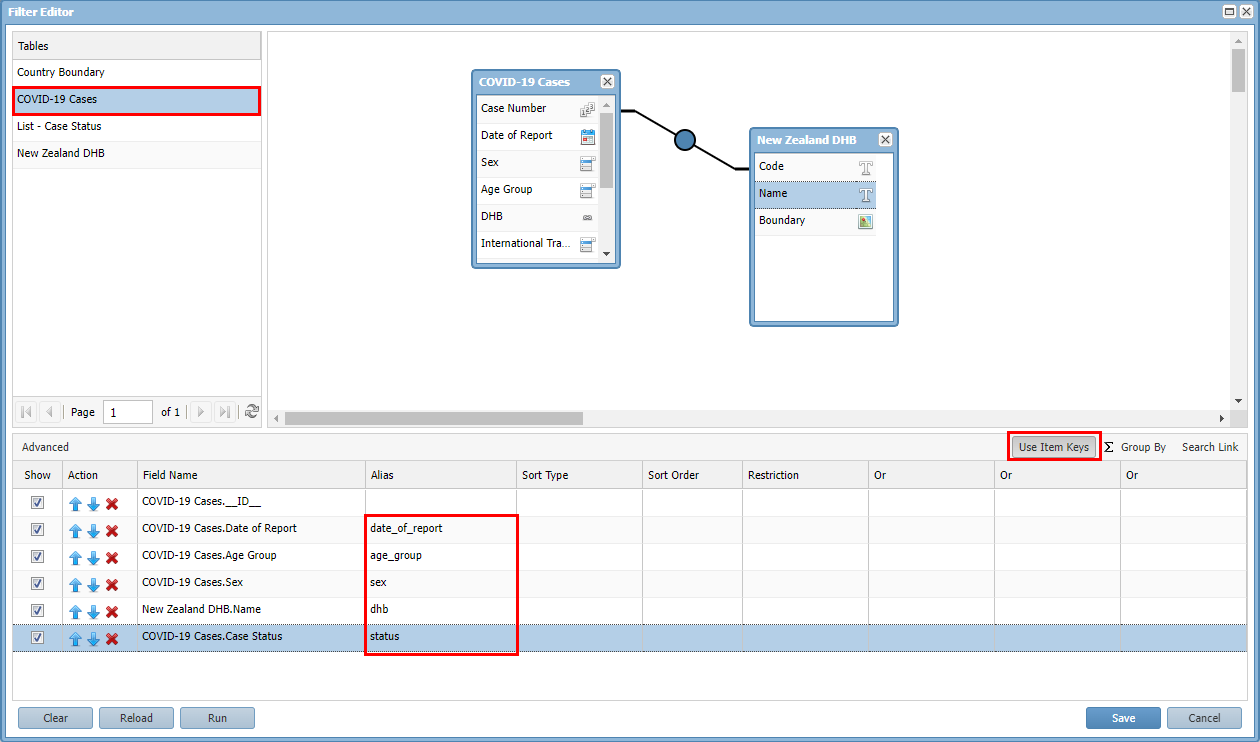 Filter Editor
Tables
Country Boundary
COVID-19 Cases
List - Case Status
New Zealand DHB
Page 1 of 1
COVID-19 Cases
Case Number
Date of Report
Sex
Age Group
DHB
International Tra...
New Zealand DHB
Code
Name
Boundary
Advanced Use Item Keys Σ Group By Search Link
Show Action Field Name Alias Sort Type Sort Order Restriction Or Or Or
COVID-19 Cases.__ID__
COVID-19 Cases.Date of Report date_of_report
COVID-19 Cases.Age Group age_group
COVID-19 Cases.Sex sex
New Zealand DHB.Name dhb
COVID-19 Cases.Case Status status
Clear Reload Run Save Cancel